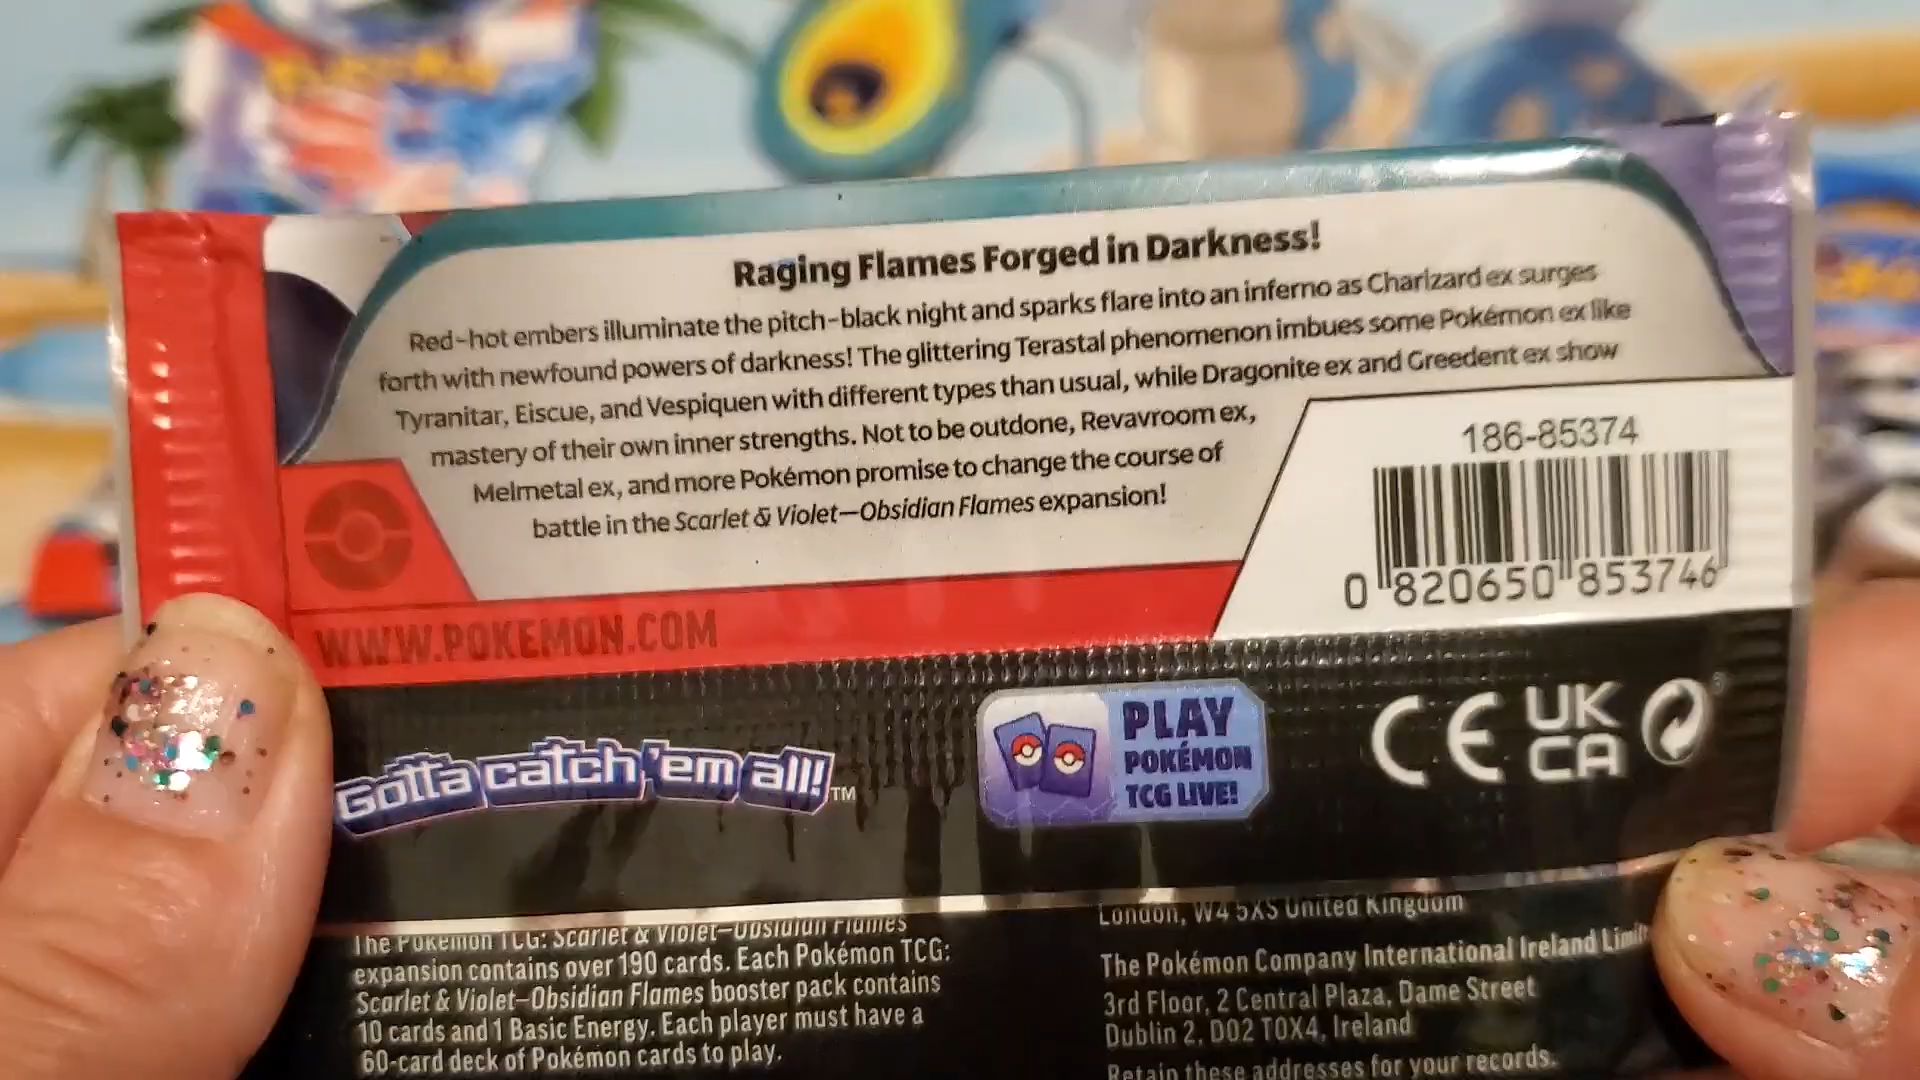 Raging Flames Forged in Darkness!
Red-hot embers illuminate the pitch-black night and sparks flare into an inferno as Charizard ex surges
forth with newfound powers of darkness! The glittering Terastal phenomenon imbues some Pokémon ex like
Tyranitar, Eiscue, and Vespiquen with different types than usual, while Dragonite ex and Greedent ex show
mastery of their own inner strengths. Not to be outdone, Revavroom ex,
Melmetal ex, and more Pokémon promise to change the course of
battle in the Scarlet & Violet—Obsidian Flames expansion!
186-85374
0 820650 853746
WWW.POKEMON.COM
Gotta catch 'em all!™
PLAY
POKÉMON
TCG LIVE!
CE
UK
CA
The Pokémon TCG: Scarlet & Violet—Obsidian Flames
expansion contains over 190 cards. Each Pokémon TCG:
Scarlet & Violet—Obsidian Flames booster pack contains
10 cards and 1 Basic Energy. Each player must have a
60-card deck of Pokémon cards to play.
London, W4 5XS United Kingdom
The Pokémon Company International Ireland
3rd Floor, 2 Central Plaza, Dame Street
Dublin 2, D02 T0X4, Ireland
Retain these addresses for your records.